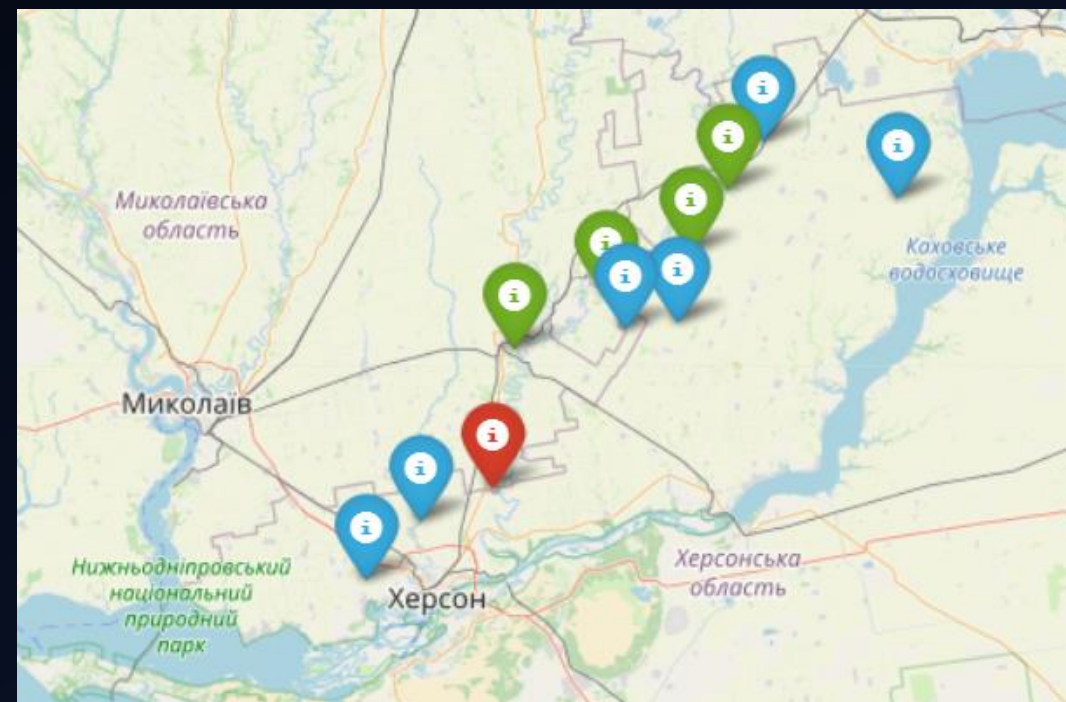 Миколаївська
область
Каховське
водосховище
Миколаїв
Нижньодніпровський
національний
природний
парк
Херсон
Херсонська
область
i
i
i
i
i
i
i
i
i
i
i